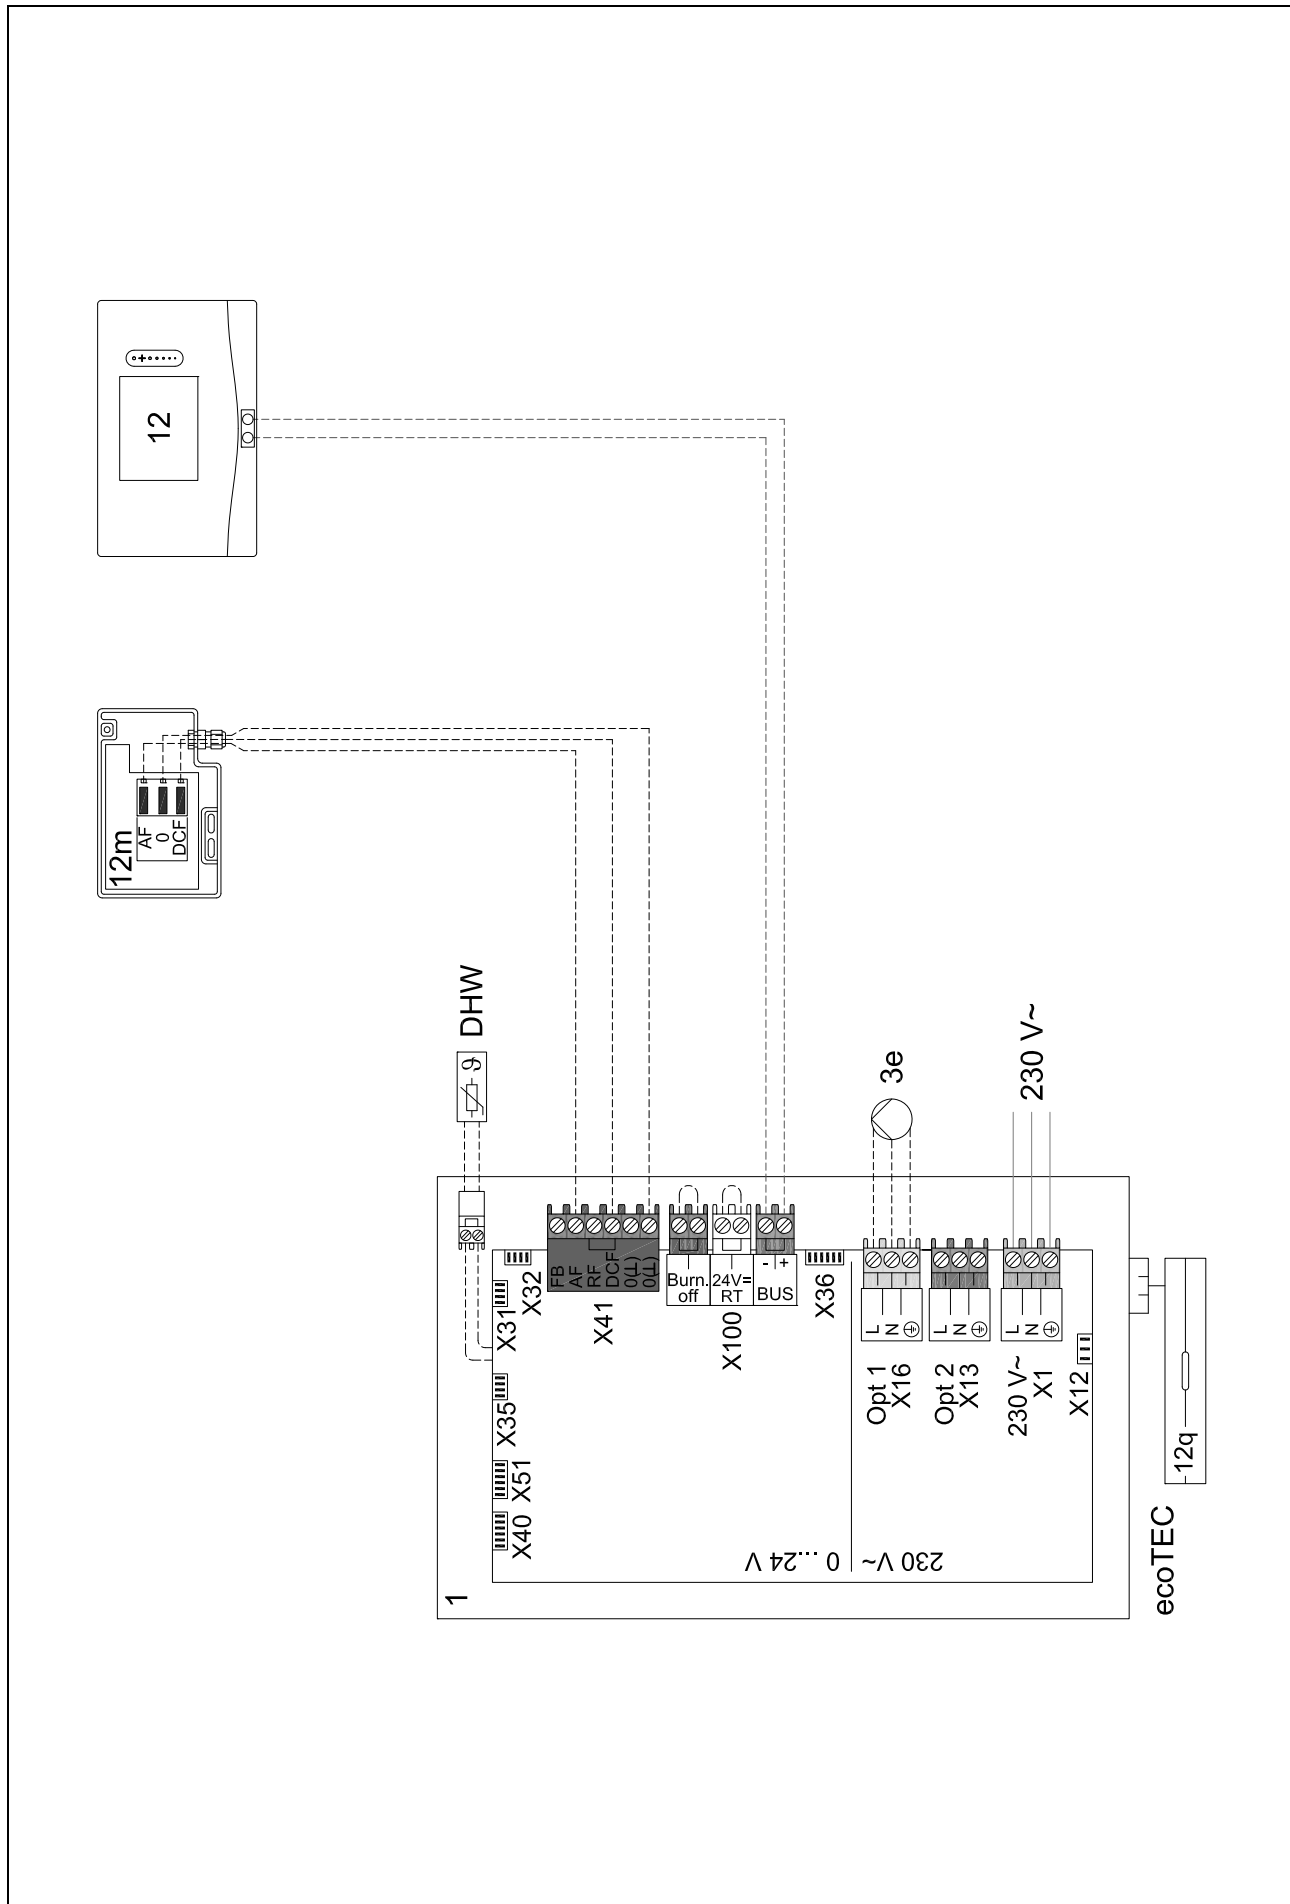 12
12m
AF
0
DCF
DHW
ϑ
3e
230 V~
1
X40
X51
X35
X31
X32
FB
AF
RF
DCF
0(⊥)
0(⊥)
X41
Burn.
off
24V=
RT
X100
- +
BUS
X36
L
N
Opt 1
X16
L
N
Opt 2
X13
L
N
230 V~
X1
X12
0 ...24 V
230 V~
12q
ecoTEC